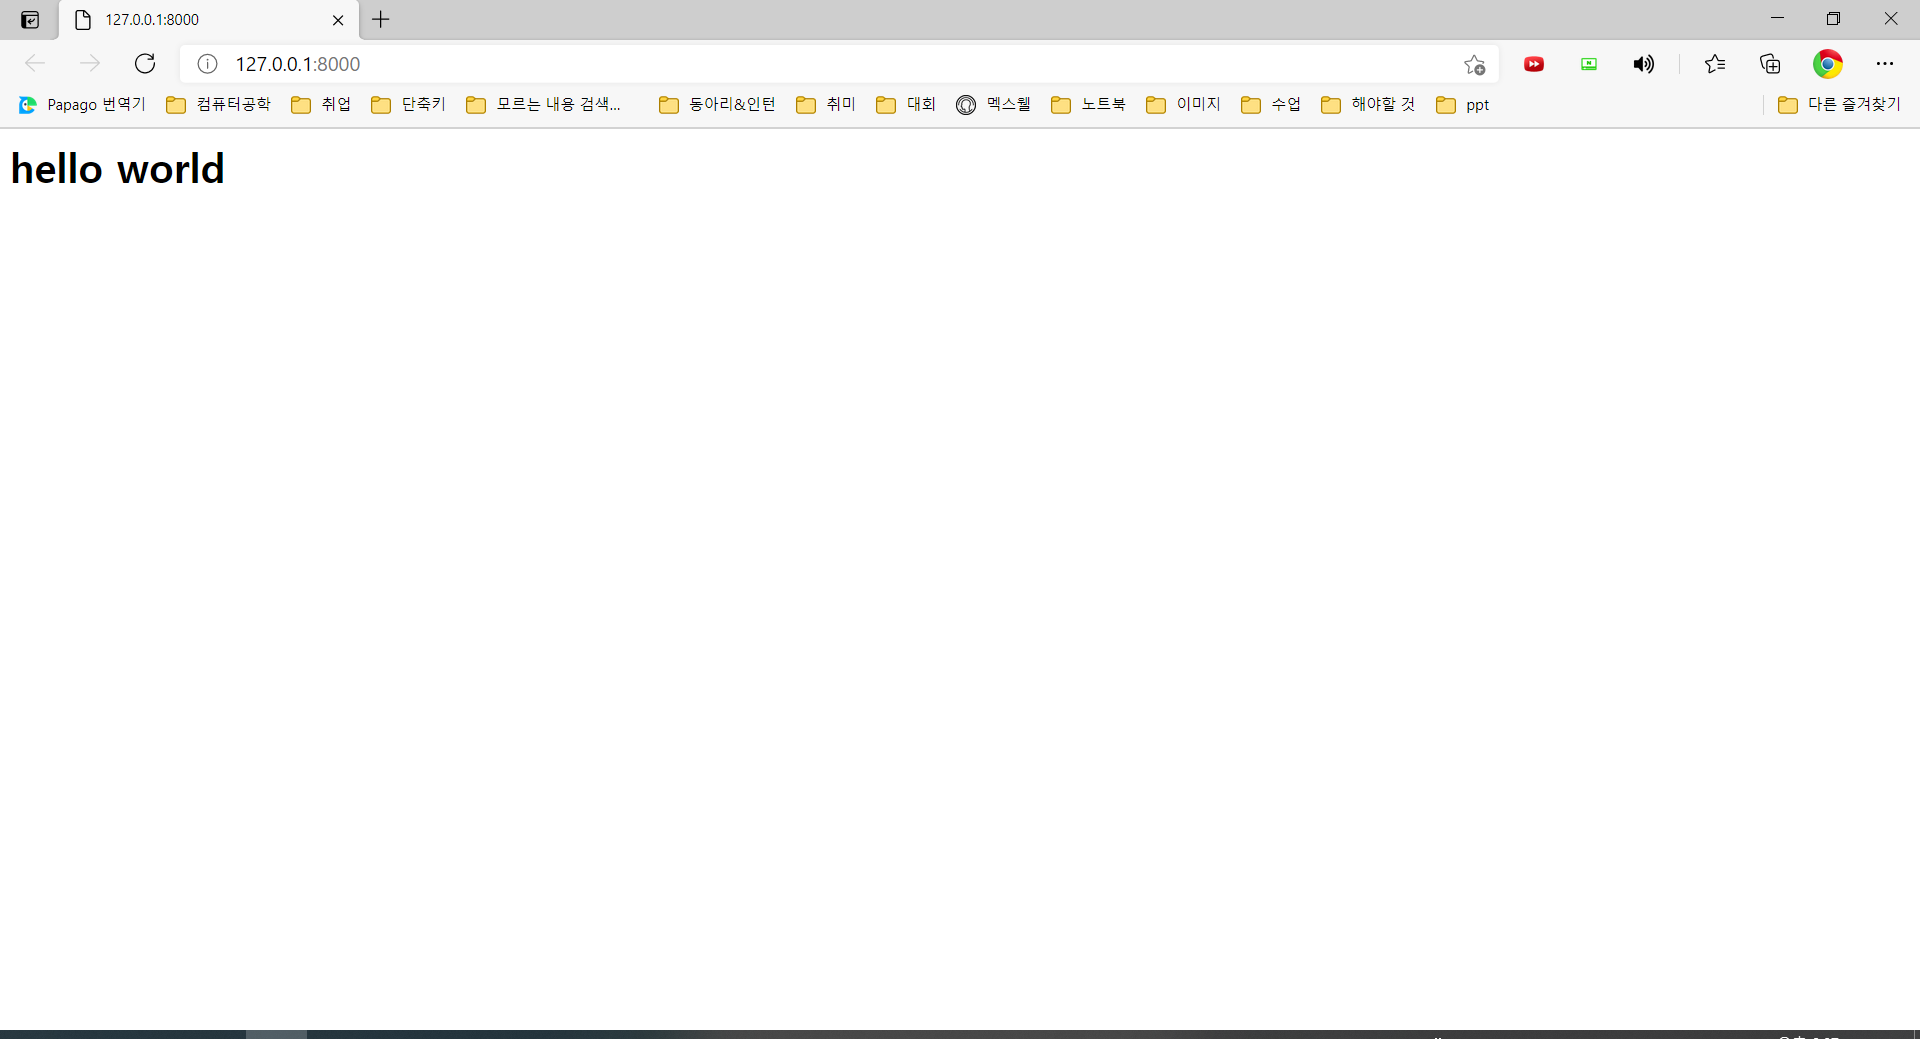 127.0.0.1:8000
127.0.0.1:8000
Papago 번역기 컴퓨터공학 취업 단축키 모르는 내용 검색... 동아리&인턴 취미 대회 멕스웰 노트북 이미지 수업 해야할 것 ppt 다른 즐겨찾기
hello world